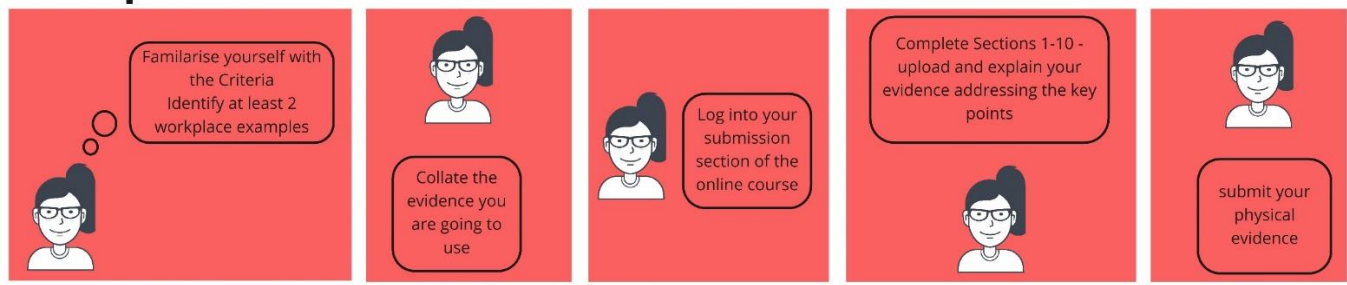 Familarise yourself with
the Criteria
Identify at least 2
workplace examples
Collate the
evidence you
are going to
use
Log into your
submission
section of the
online course
Complete Sections 1-10 -
upload and explain your
evidence addressing the key
points
submit your
physical
evidence